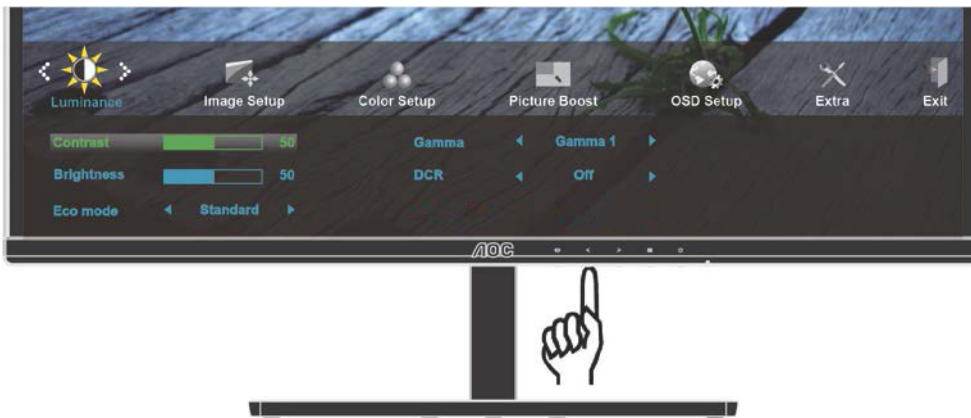 Luminance Image Setup Color Setup Picture Boost OSD Setup Extra Exit
Contrast 50 Gamma Gamma 1
Brightness 50 DCR Off
Eco mode Standard
AOC